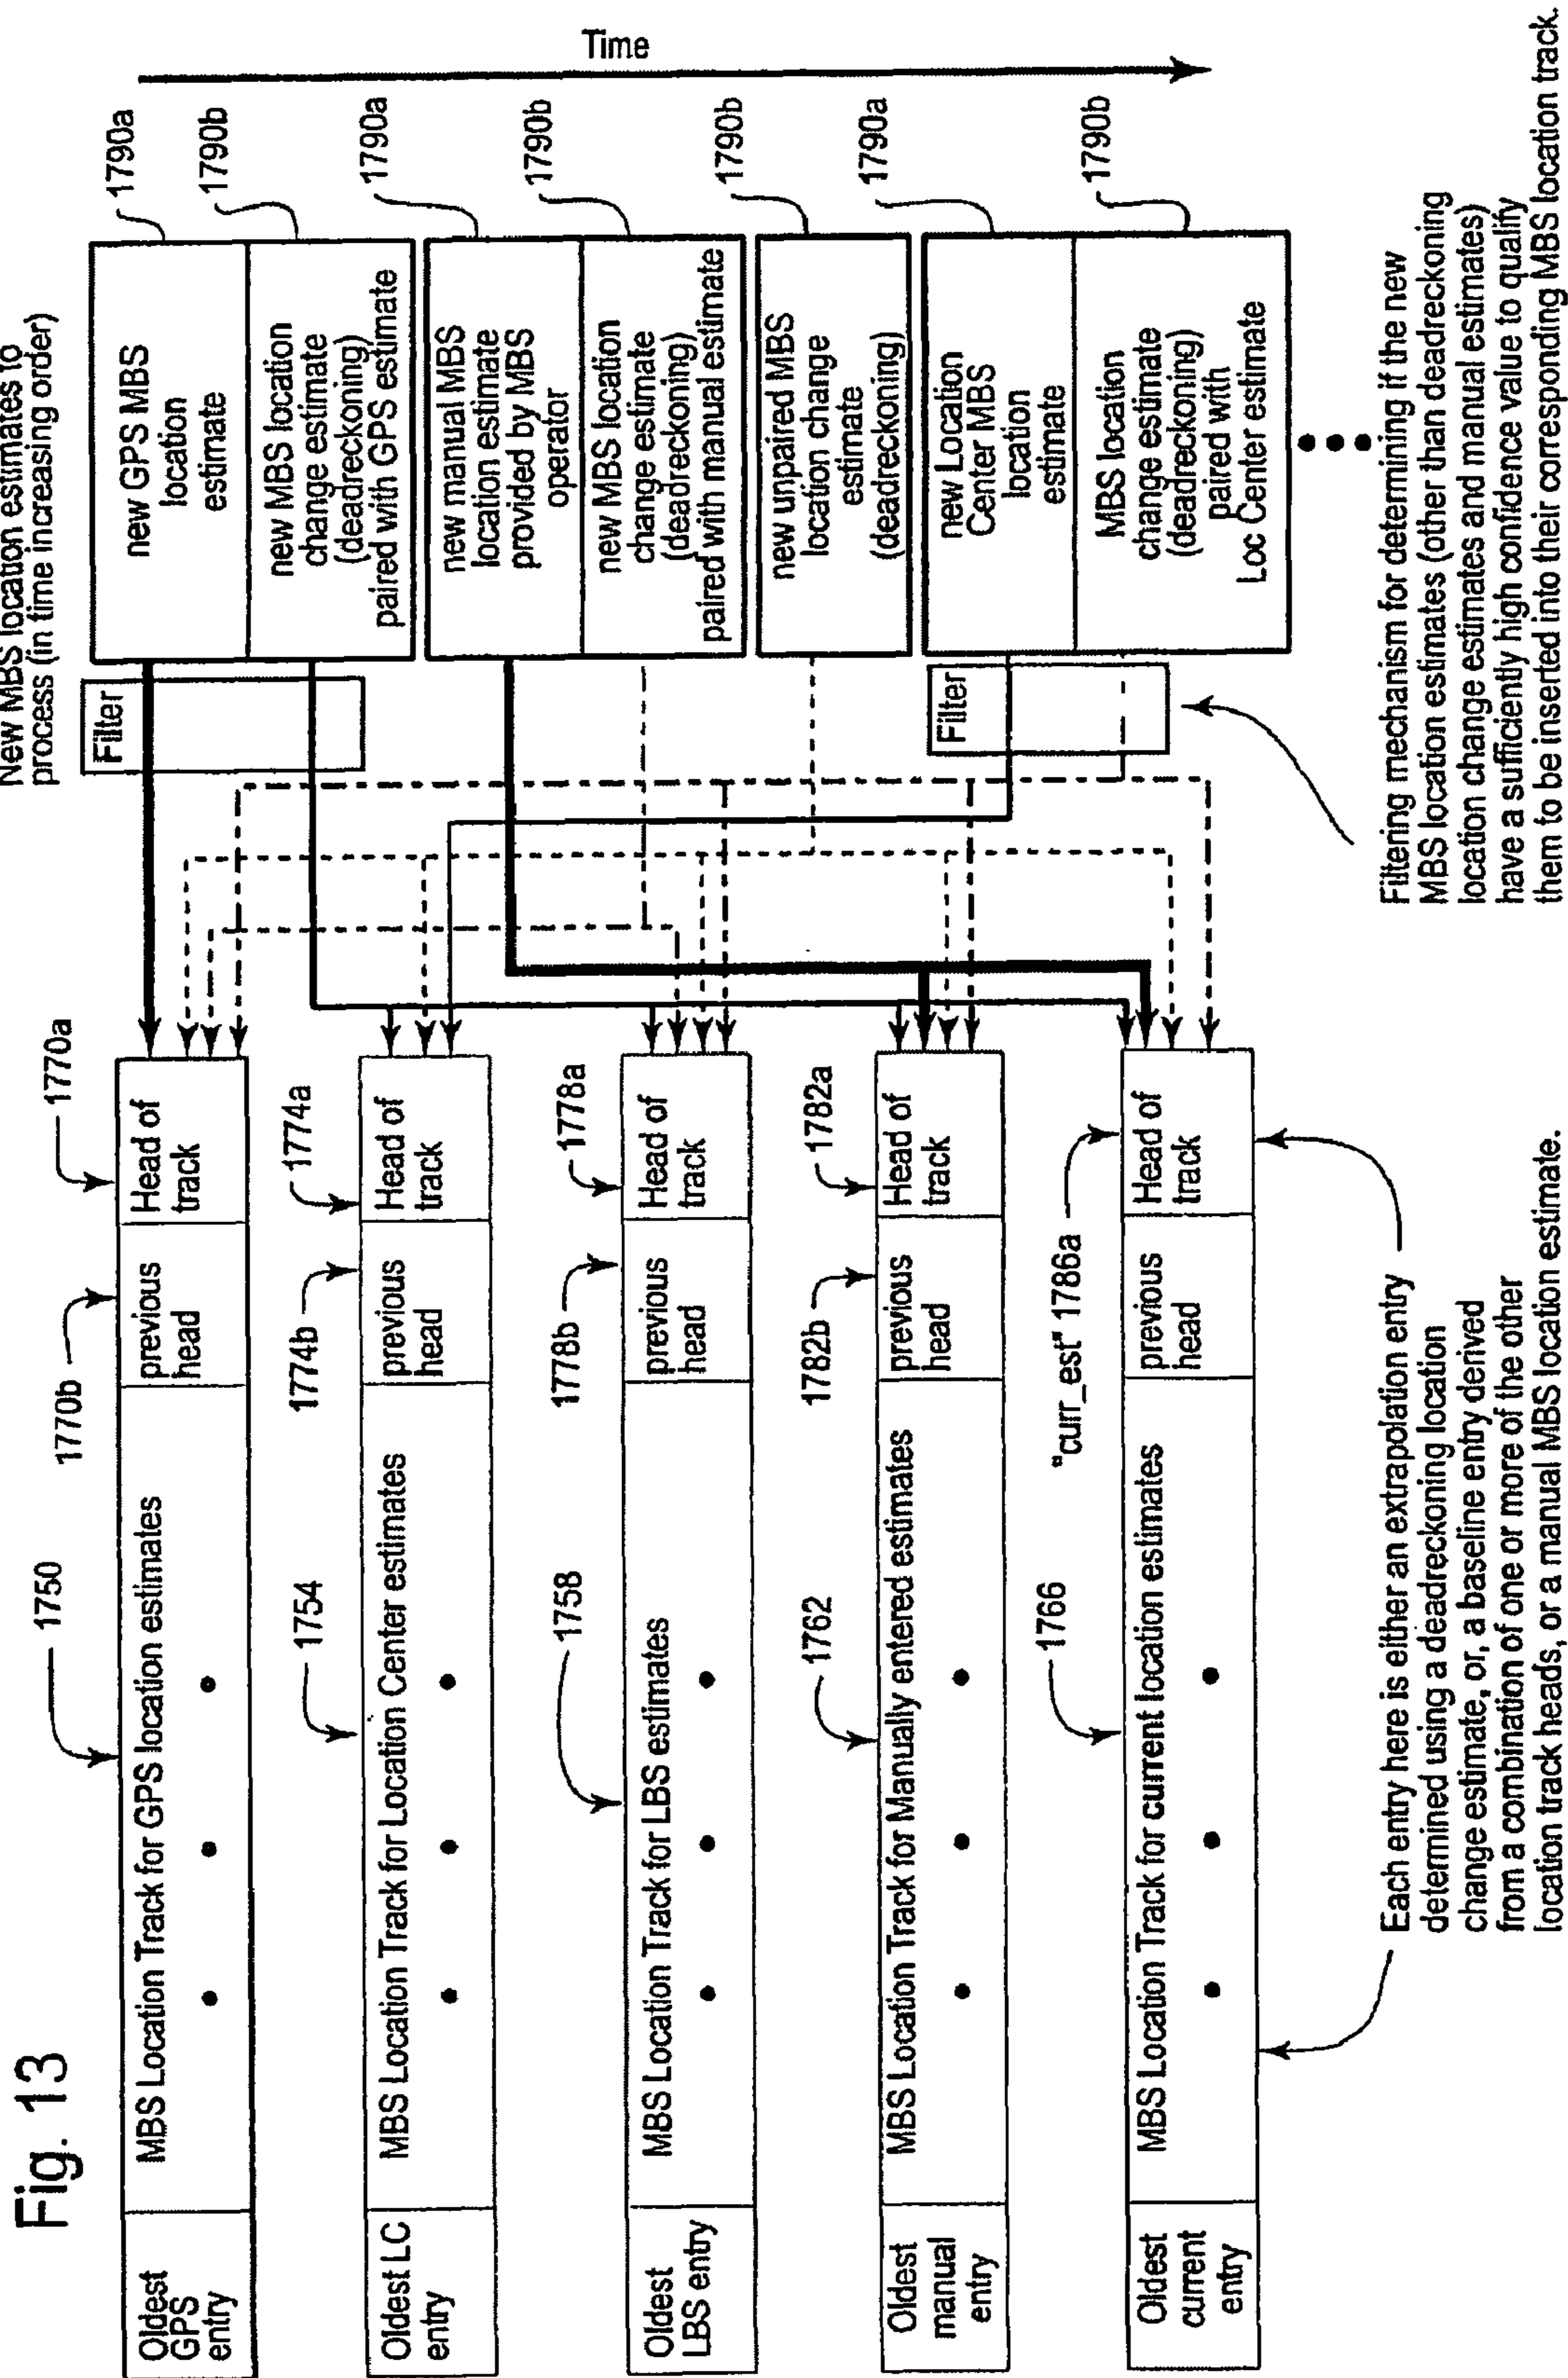 Fig. 13
New MBS location estimates to
process (in time increasing order)
1750
1770b
1770a
Oldest
GPS
entry
MBS Location Track for GPS location estimates
previous
head
Head of
track
1754
1774b
1774a
Oldest LC
entry
MBS Location Track for Location Center estimates
previous
head
Head of
track
1758
1778b
1778a
Oldest
LBS entry
MBS Location Track for LBS estimates
previous
head
Head of
track
1762
1782b
1782a
Oldest
manual
entry
MBS Location Track for Manually entered estimates
previous
head
Head of
track
1766
"curr_est" 1786a
Oldest
current
entry
MBS Location Track for current location estimates
previous
head
Head of
track
Each entry here is either an extrapolation entry
determined using a deadreckoning location
change estimate, or, a baseline entry derived
from a combination of one or more of the other
location track heads, or a manual MBS location estimate.
Filter
Filter
new GPS MBS
location
estimate
1790a
new MBS location
change estimate
(deadreckoning)
paired with GPS estimate
1790b
new manual MBS
location estimate
provided by MBS
operator
1790a
new MBS location
change estimate
(deadreckoning)
paired with manual estimate
1790b
new unpaired MBS
location change
estimate
(deadreckoning)
1790b
new Location
Center MBS
location
estimate
1790a
MBS location
change estimate
(deadreckoning)
paired with
Loc Center estimate
1790b
Time
Filtering mechanism for determining if the new
MBS location estimates (other than deadreckoning
location change estimates and manual estimates)
have a sufficiently high confidence value to qualify
them to be inserted into their corresponding MBS location track.